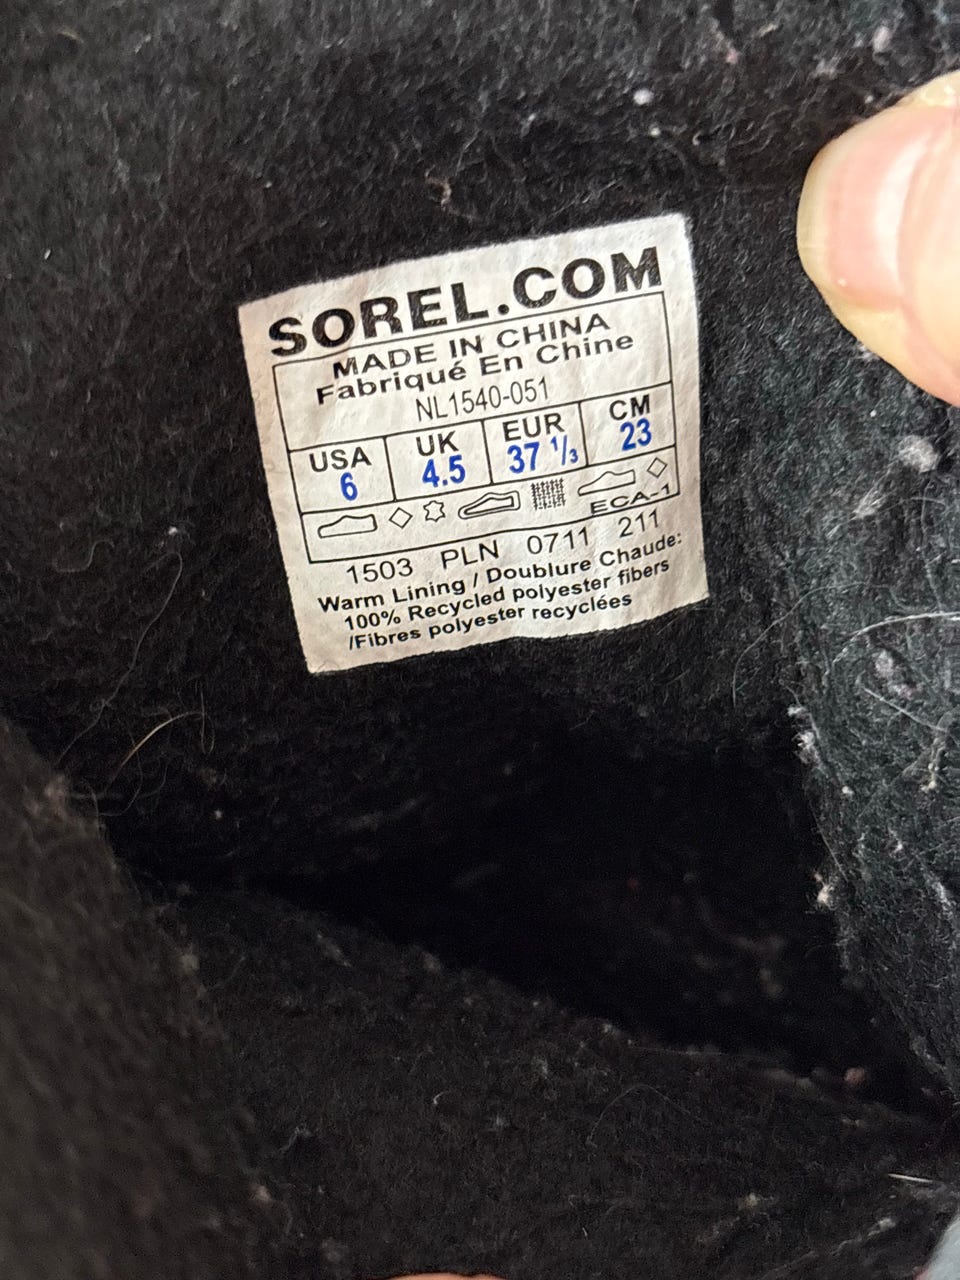 SOREL.COM
MADE IN CHINA
Fabriqué En Chine
NL1540-051
USA UK EUR CM
6 4.5 37 1/3 23
ECA-1
1503 PLN 0711 211
Warm Lining / Doublure Chaude:
100% Recycled polyester fibers
/Fibres polyester recyclées